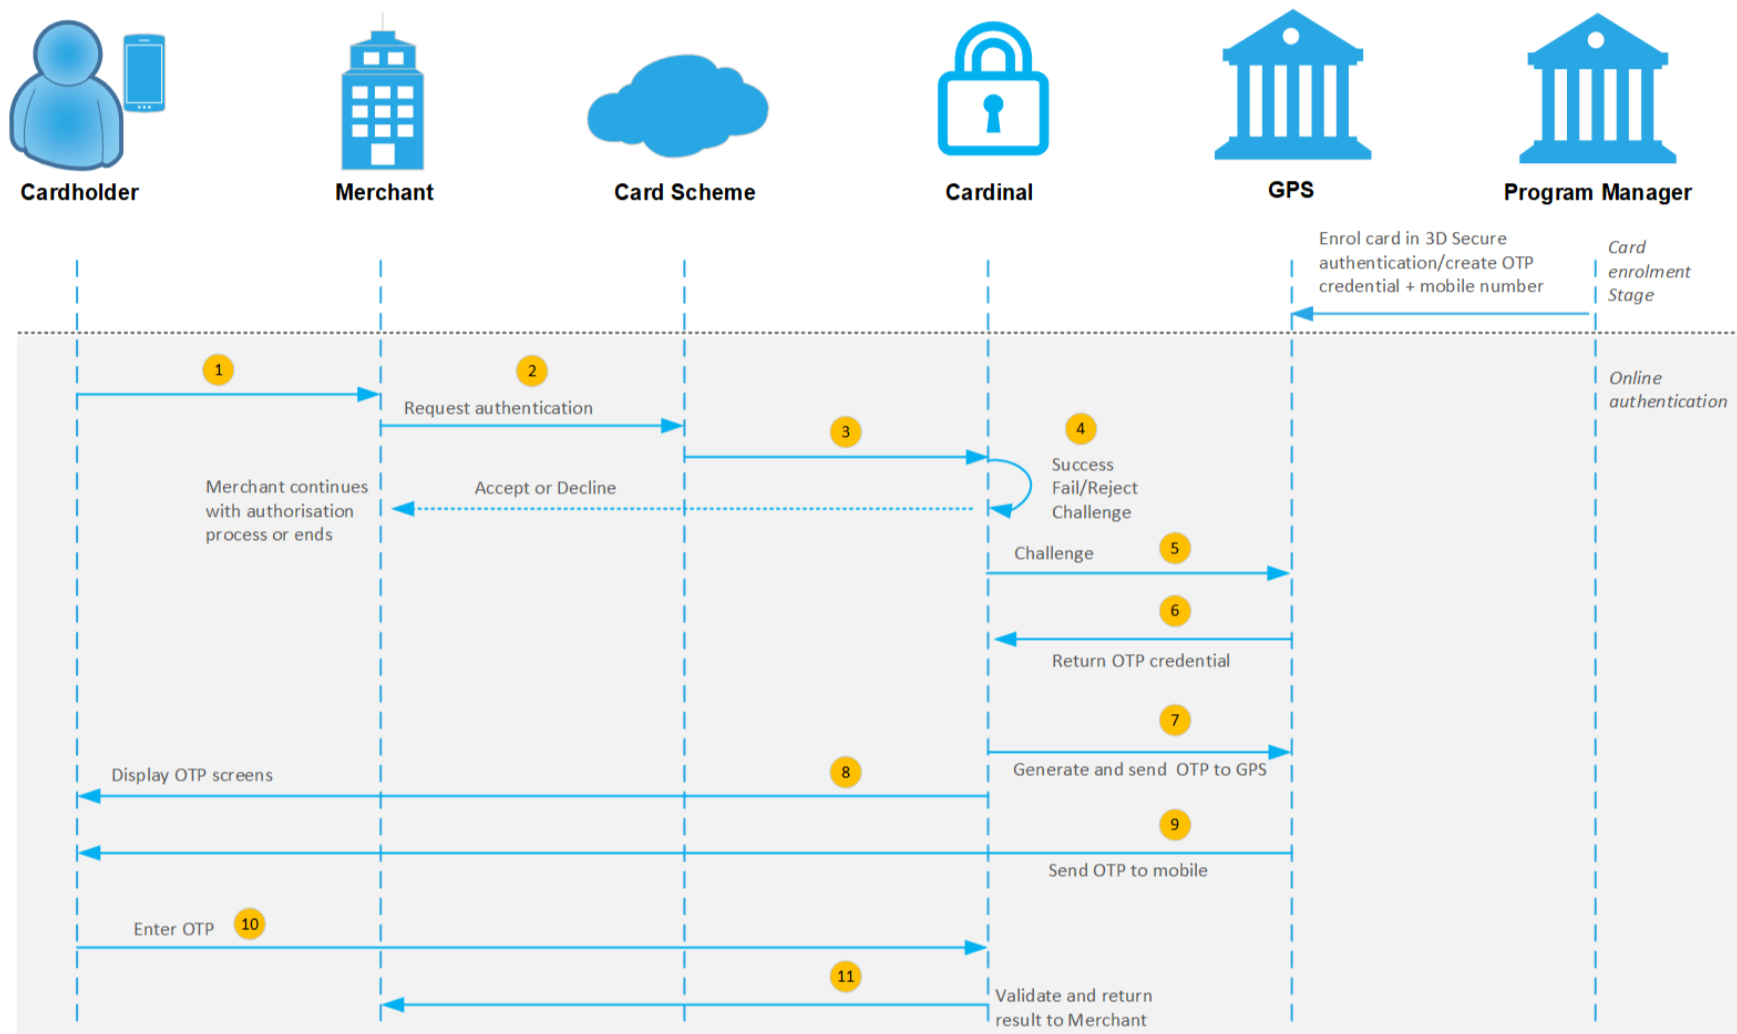 Cardholder
Merchant
Card Scheme
Cardinal
GPS
Program Manager
Enrol card in 3D Secure
authentication/create OTP
credential + mobile number
Card
enrolment
Stage
1
2
Online
authentication
Request authentication
3
4
Success
Fail/Reject
Challenge
Merchant continues
with authorisation
process or ends
Accept or Decline
Challenge
5
6
Return OTP credential
7
Generate and send OTP to GPS
Display OTP screens
8
9
Send OTP to mobile
Enter OTP
10
11
Validate and return
result to Merchant